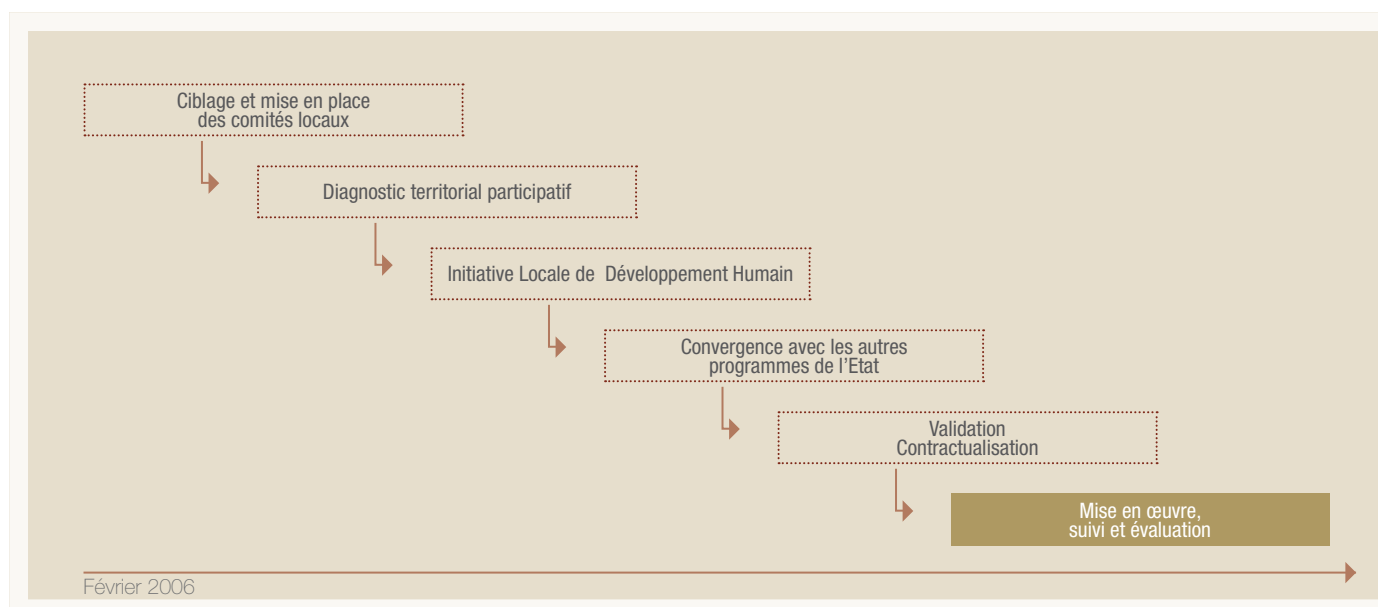 Ciblage et mise en place
des comités locaux
Diagnostic territorial participatif
Initiative Locale de Développement Humain
Convergence avec les autres
programmes de l'Etat
Validation
Contractualisation
Mise en œuvre,
suivi et évaluation
Février 2006